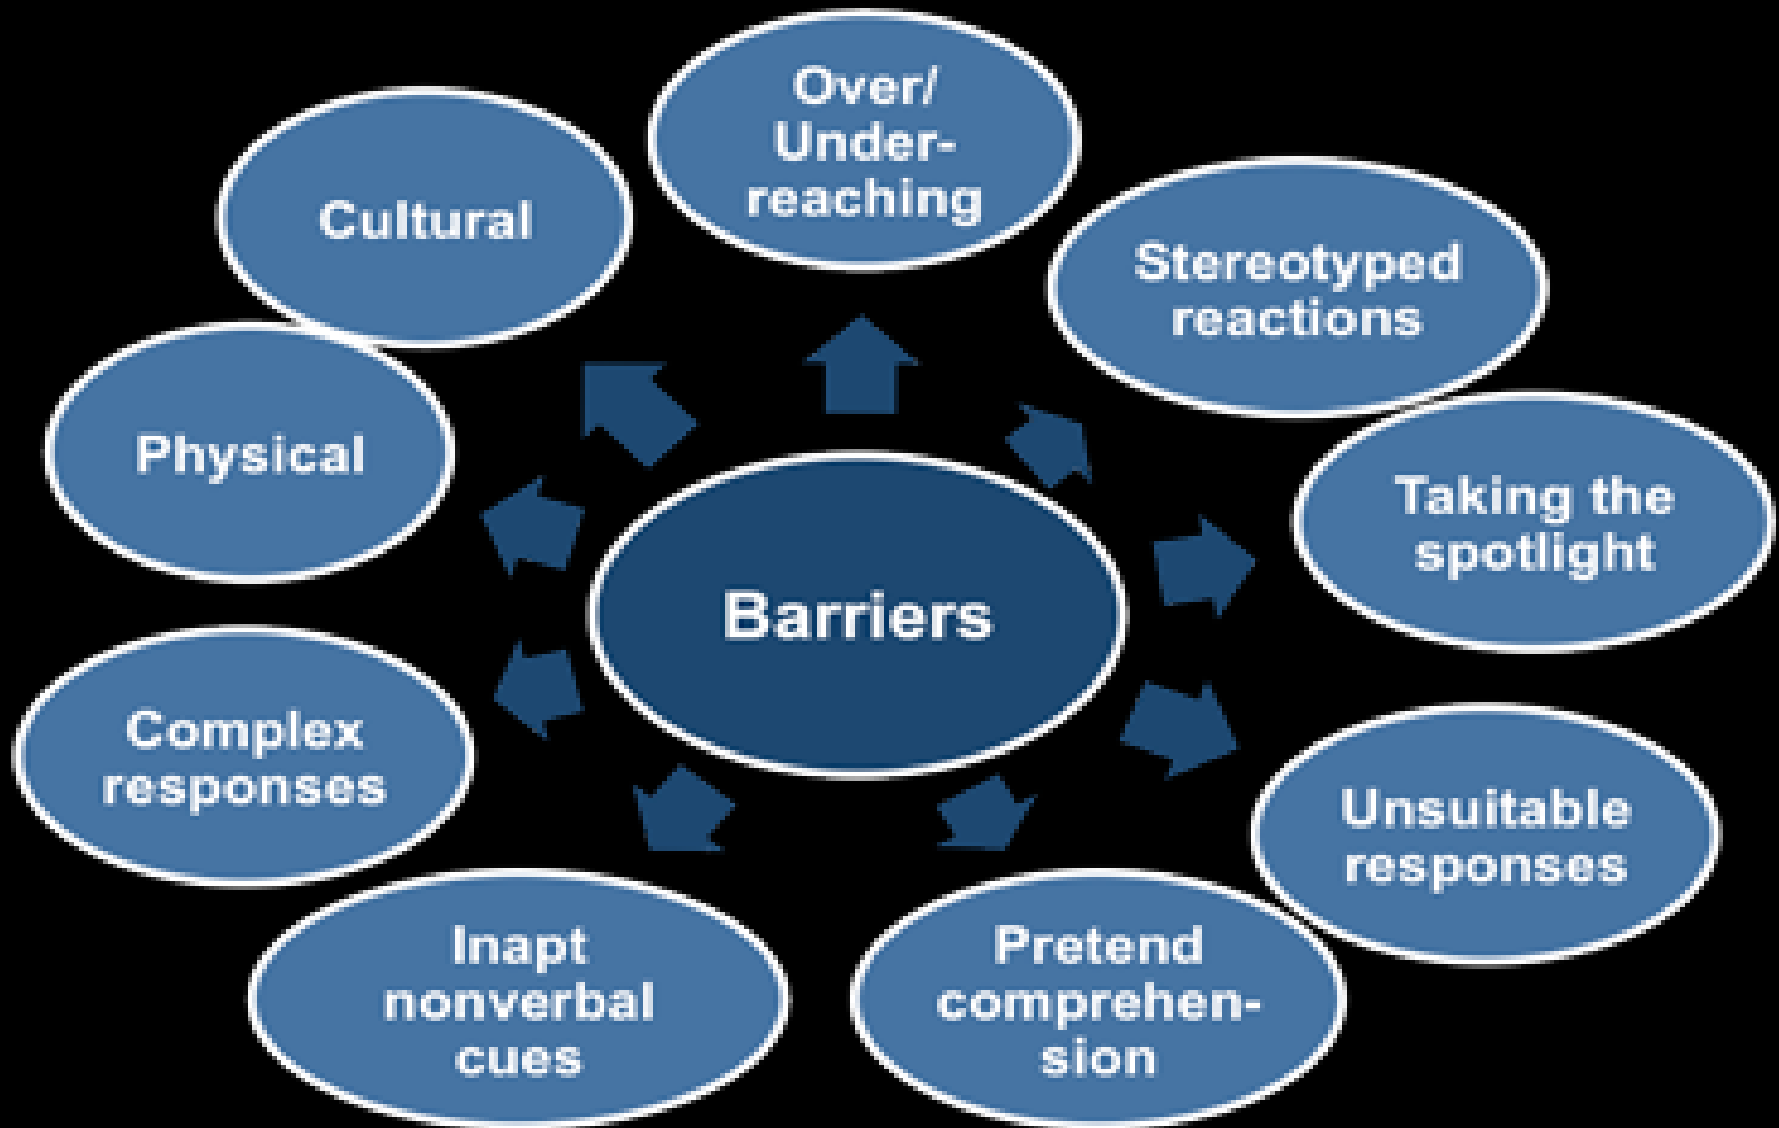 Over/
Under-
reaching
Stereotyped
reactions
Taking the
spotlight
Unsuitable
responses
Pretend
comprehen-
sion
Inapt
nonverbal
cues
Complex
responses
Physical
Cultural
Barriers